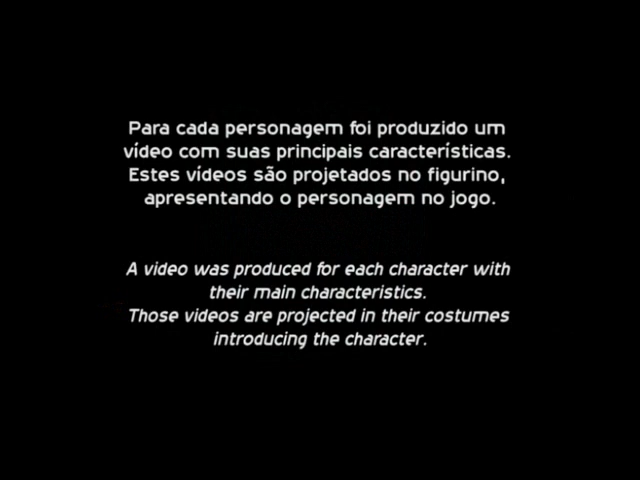 Para cada personagem foi produzido um
vídeo com suas principais características.
Estes vídeos são projetados no figurino,
apresentando o personagem no jogo.
A video was produced for each character with
their main characteristics.
Those videos are projected in their costumes
introducing the character.